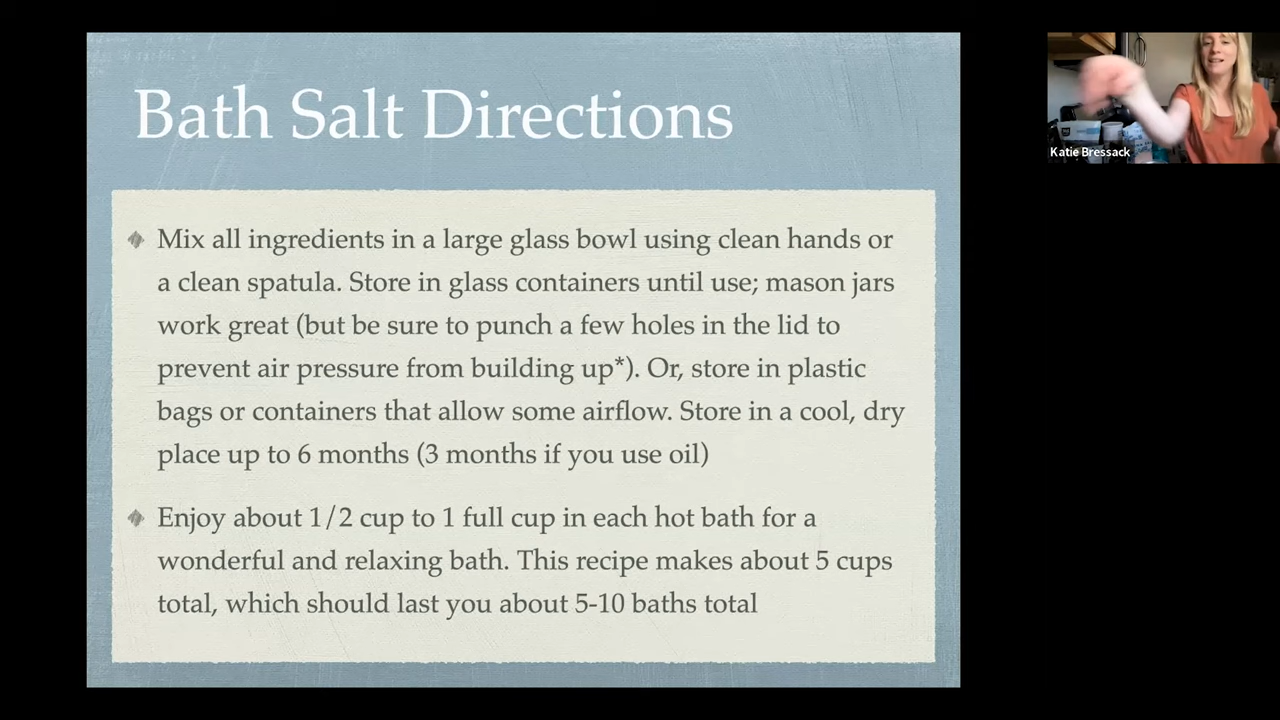 Bath Salt Directions
Mix all ingredients in a large glass bowl using clean hands or
a clean spatula. Store in glass containers until use; mason jars
work great (but be sure to punch a few holes in the lid to
prevent air pressure from building up*). Or, store in plastic
bags or containers that allow some airflow. Store in a cool, dry
place up to 6 months (3 months if you use oil)
Enjoy about 1/2 cup to 1 full cup in each hot bath for a
wonderful and relaxing bath. This recipe makes about 5 cups
total, which should last you about 5-10 baths total
Katie Bressack